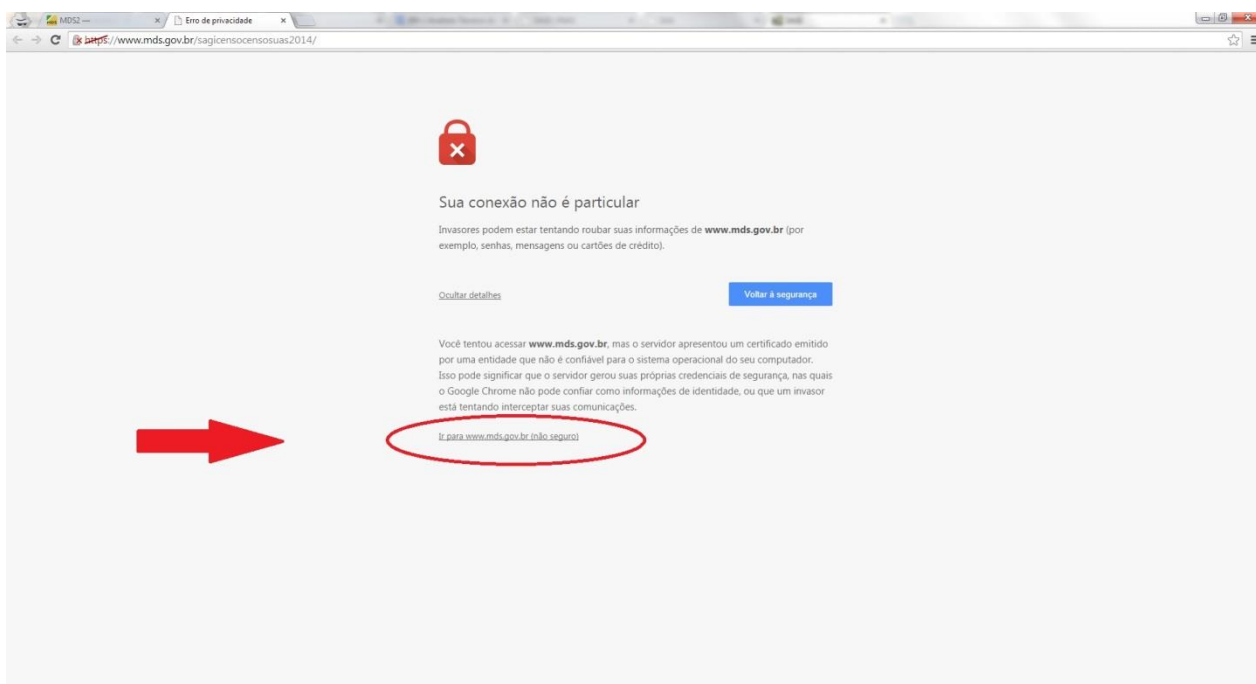 MDS2 —
Erro de privacidade
https://www.mds.gov.br/sagicensocensosuas2014/
Sua conexão não é particular
Invasores podem estar tentando roubar suas informações de www.mds.gov.br (por
exemplo, senhas, mensagens ou cartões de crédito).
Ocultar detalhes
Voltar à segurança
Você tentou acessar www.mds.gov.br, mas o servidor apresentou um certificado emitido
por uma entidade que não é confiável para o sistema operacional do seu computador.
Isso pode significar que o servidor gerou suas próprias credenciais de segurança, nas quais
o Google Chrome não pode confiar como informações de identidade, ou que um invasor
está tentando interceptar suas comunicações.
Ir para www.mds.gov.br (não seguro)